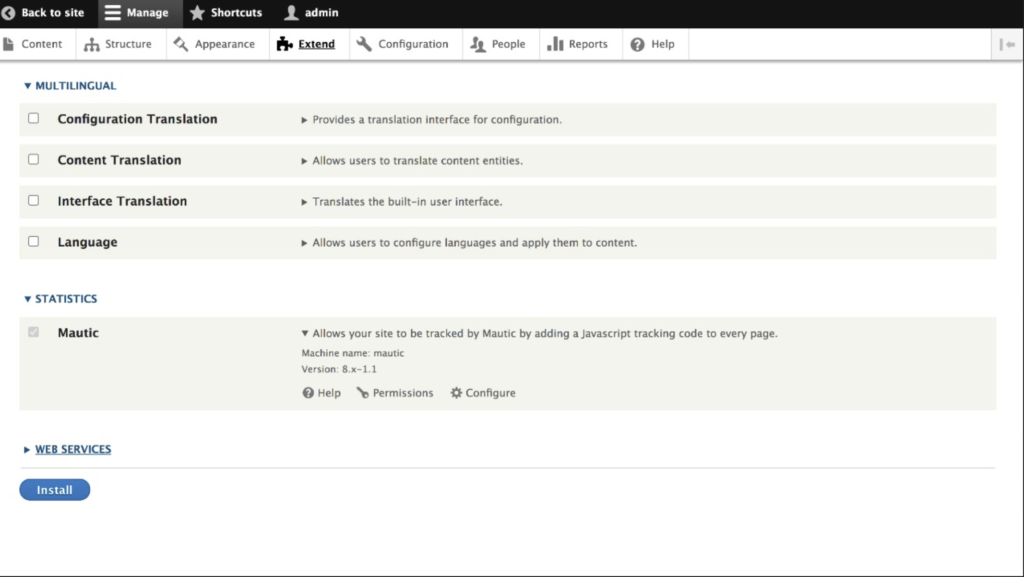 Back to site Manage Shortcuts admin
Content Structure Appearance Extend Configuration People Reports Help
MULTILINGUAL
Configuration Translation Provides a translation interface for configuration.
Content Translation Allows users to translate content entities.
Interface Translation Translates the built-in user interface.
Language Allows users to configure languages and apply them to content.
STATISTICS
Mautic Allows your site to be tracked by Mautic by adding a Javascript tracking code to every page.
Machine name: mautic
Version: 8.x-1.1
Help Permissions Configure
WEB SERVICES
Install